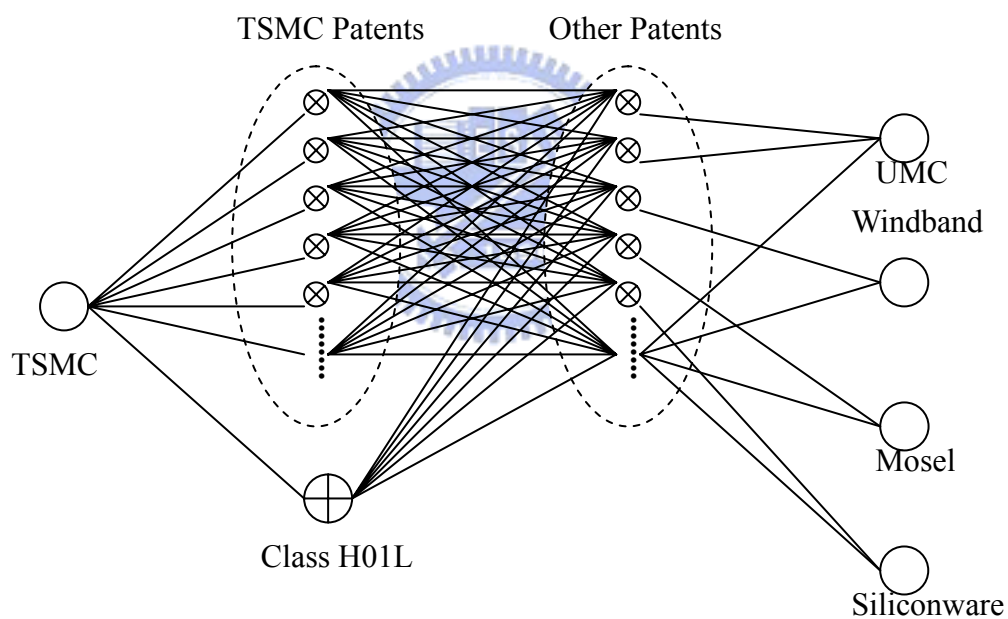 TSMC Patents
Other Patents
UMC
Windband
TSMC
Mosel
Class H01L
Siliconware